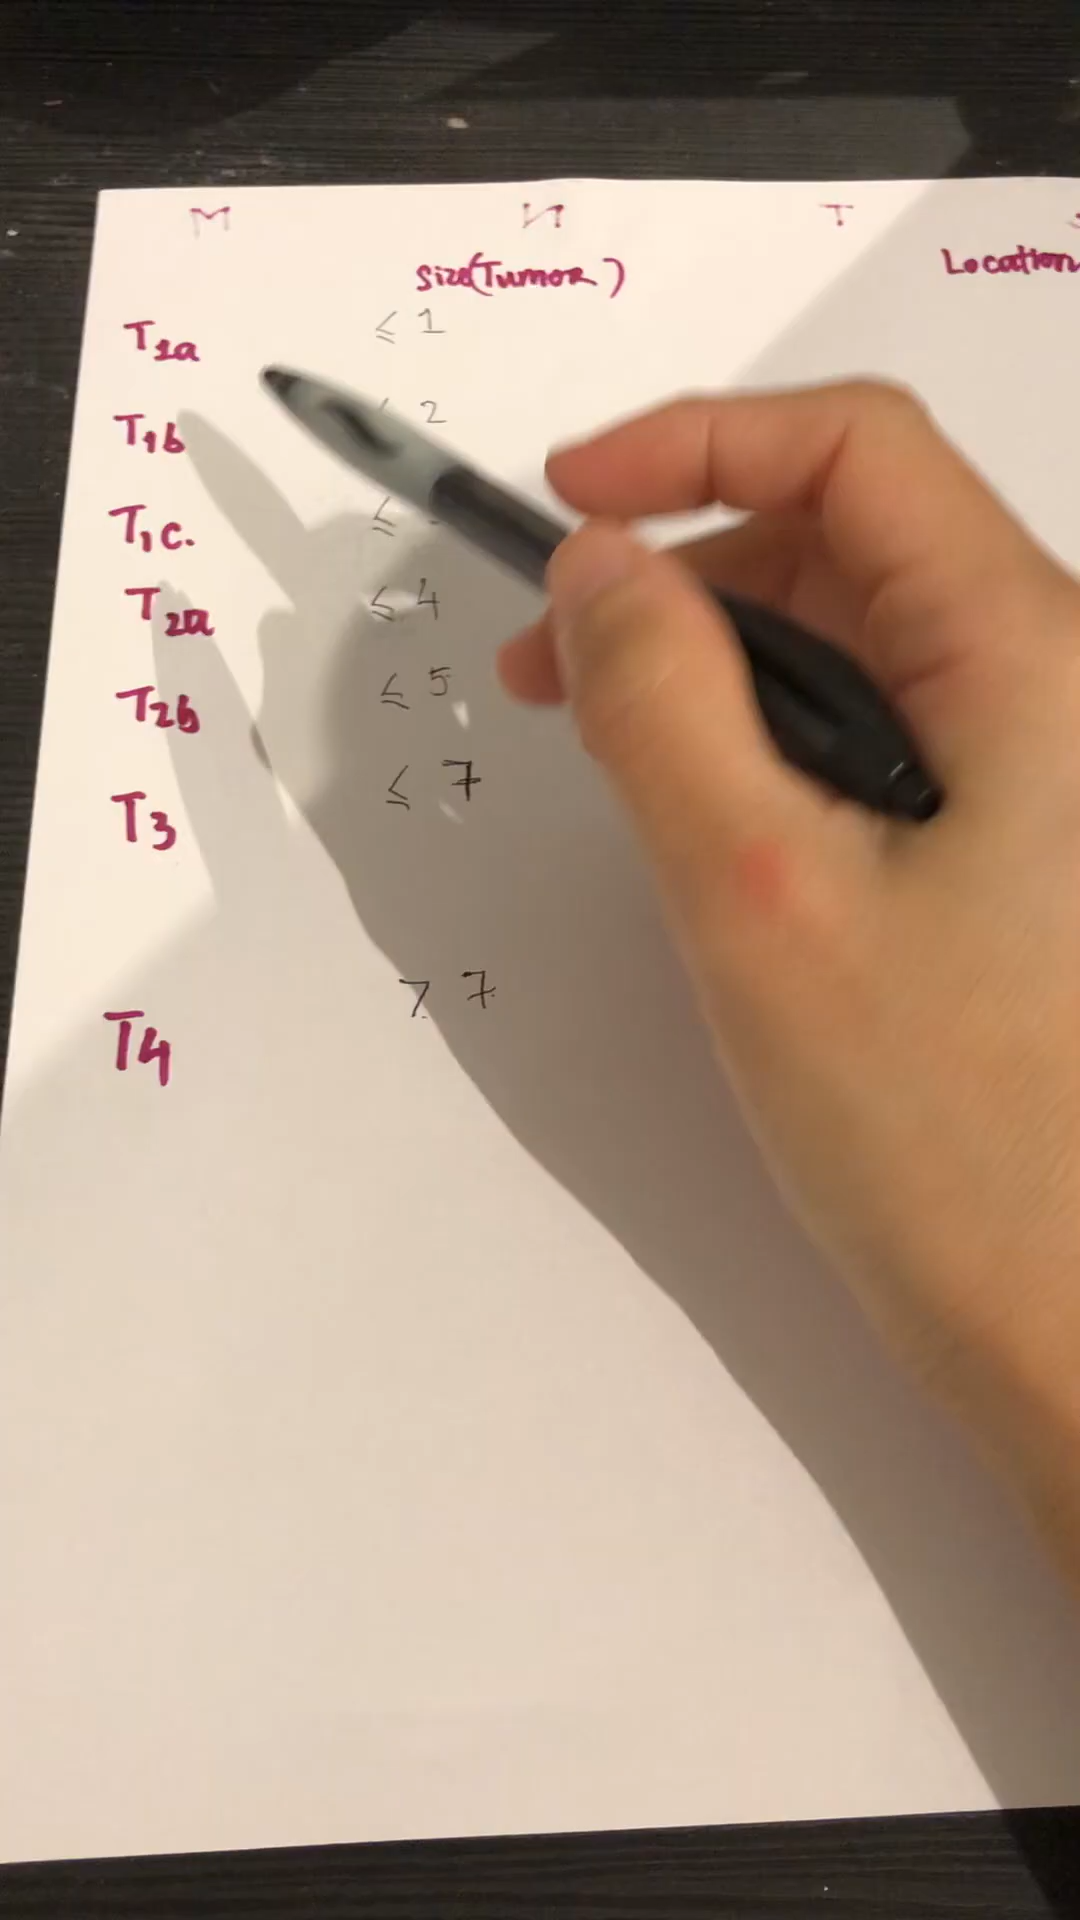 Size(Tumor)
Location
T1a ≤ 1
T1b 2
T1c. ≤
T2a ≤ 4
T2b ≤ 5
T3 ≤ 7
T4 > 7